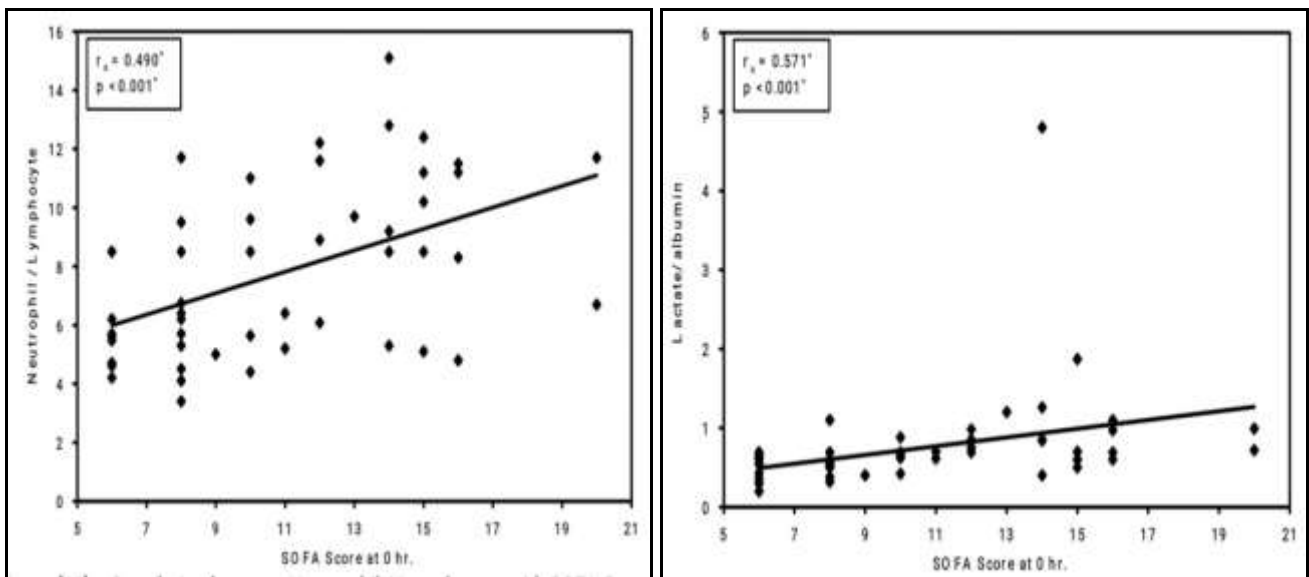 16
14
12
10
8
6
4
2
0
r_s = 0.490*
p <0.001*
Neutrophil / Lymphocyte
5 7 9 11 13 15 17 19 21
SOFA Score at 0 hr.
6
5
4
3
2
1
0
r_s = 0.571*
p <0.001*
Lactate/albumin
5 7 9 11 13 15 17 19 21
SOFA Score at 0 hr.